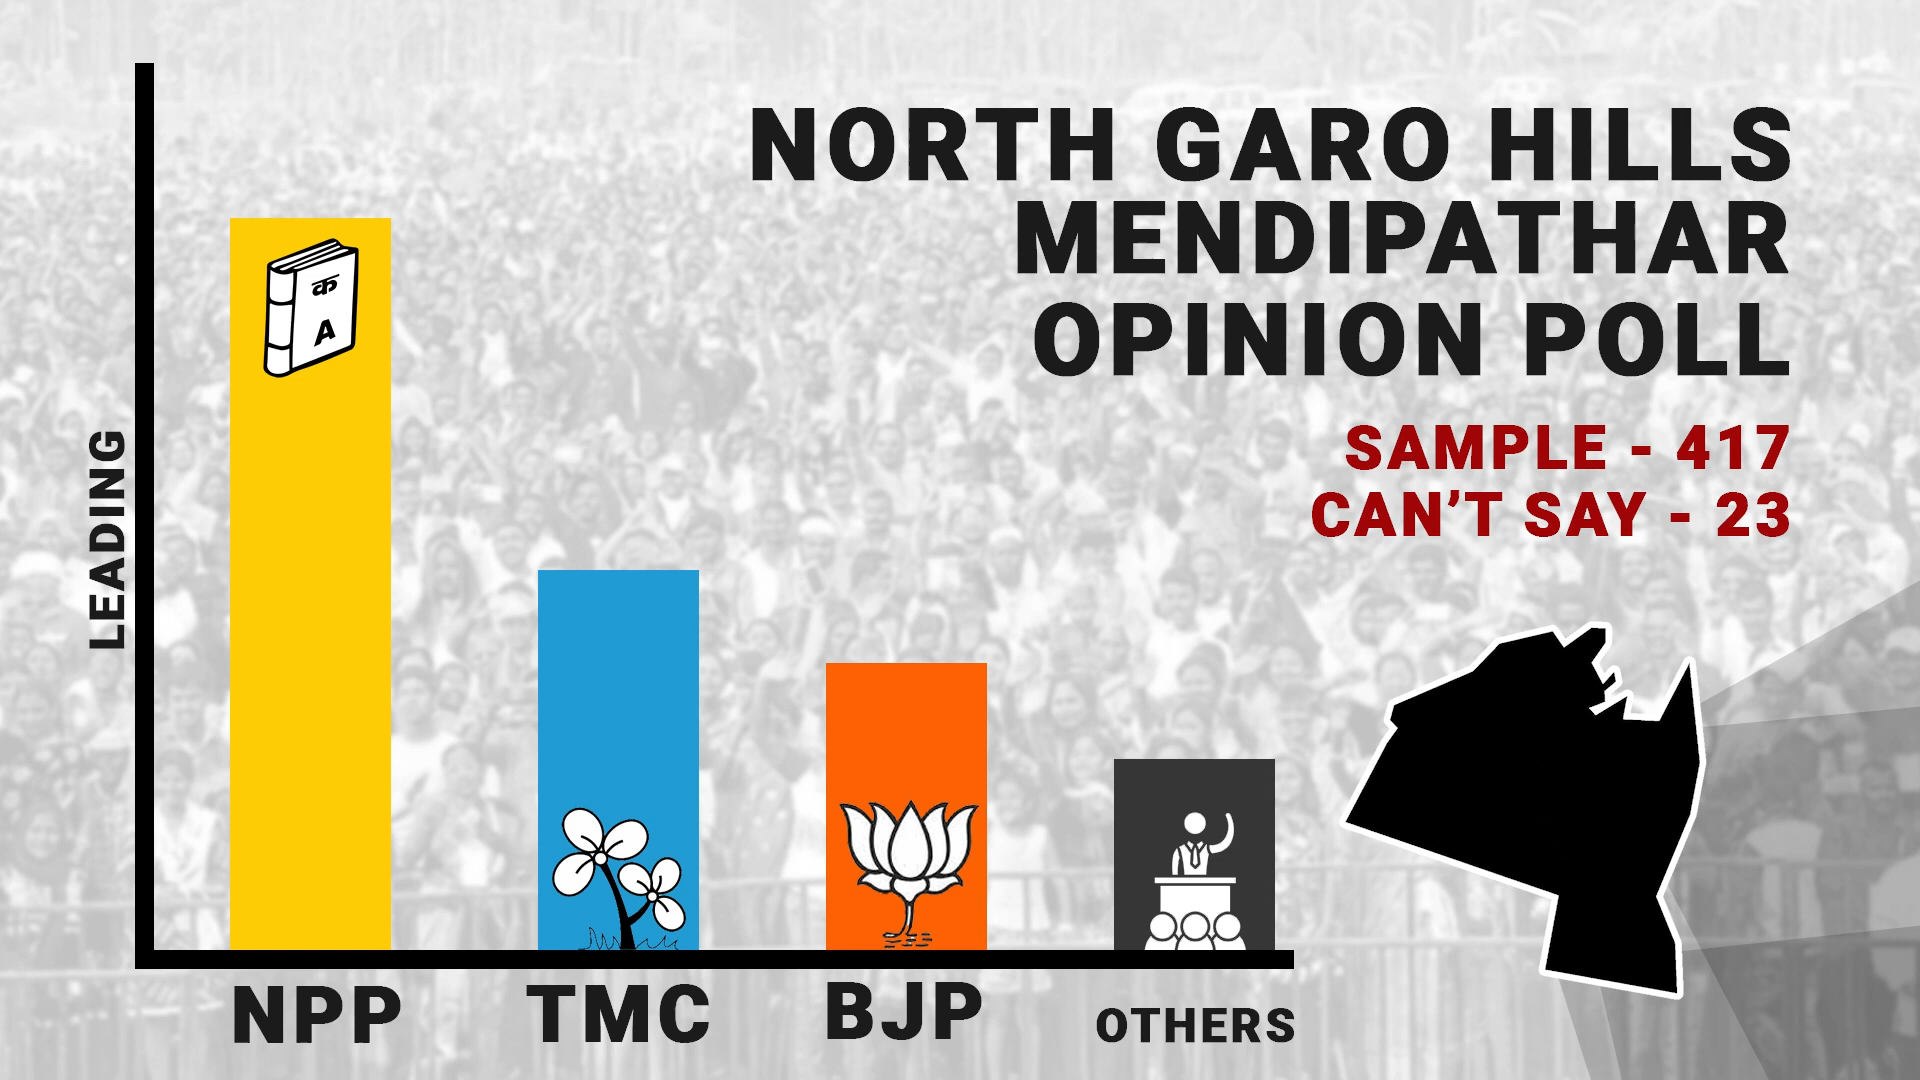 NORTH GARO HILLS
MENDIPATHAR
OPINION POLL
SAMPLE - 417
CAN’T SAY - 23
LEADING
क
A
NPP
TMC
BJP
OTHERS